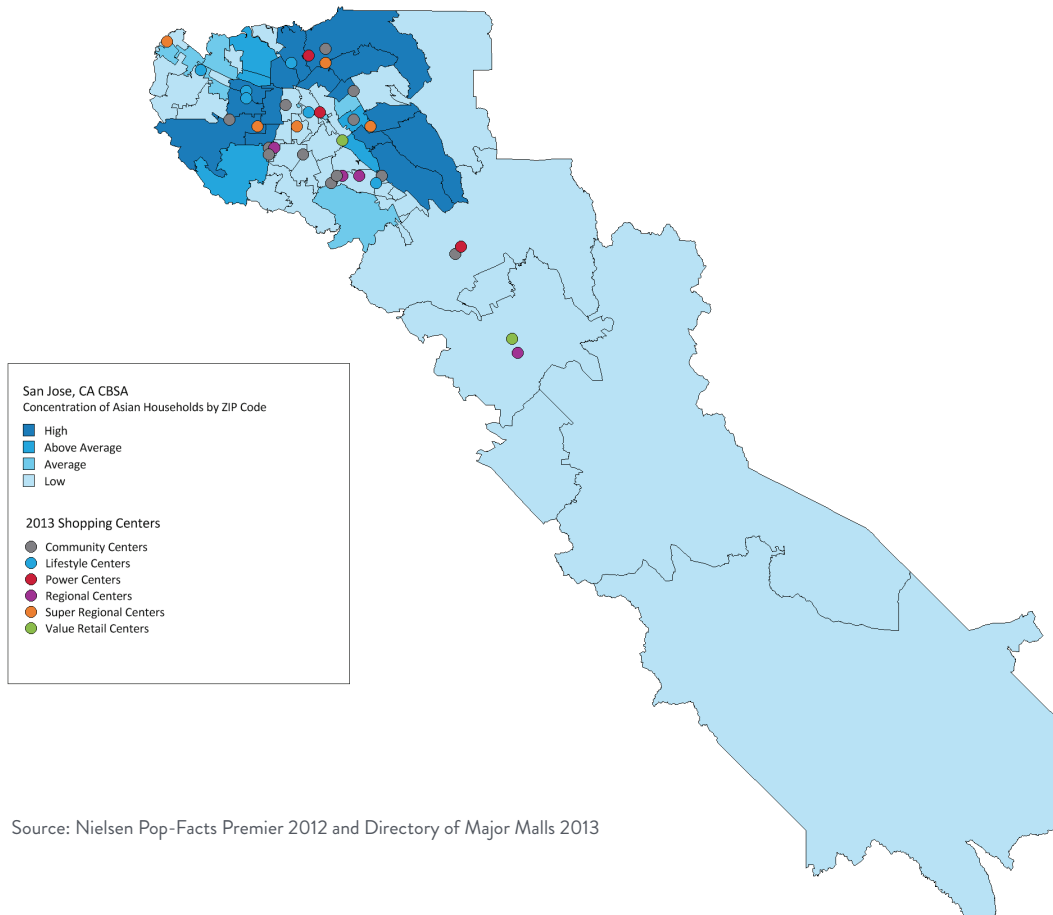 San Jose, CA CBSA
Concentration of Asian Households by ZIP Code
High
Above Average
Average
Low
2013 Shopping Centers
Community Centers
Lifestyle Centers
Power Centers
Regional Centers
Super Regional Centers
Value Retail Centers
Source: Nielsen Pop-Facts Premier 2012 and Directory of Major Malls 2013